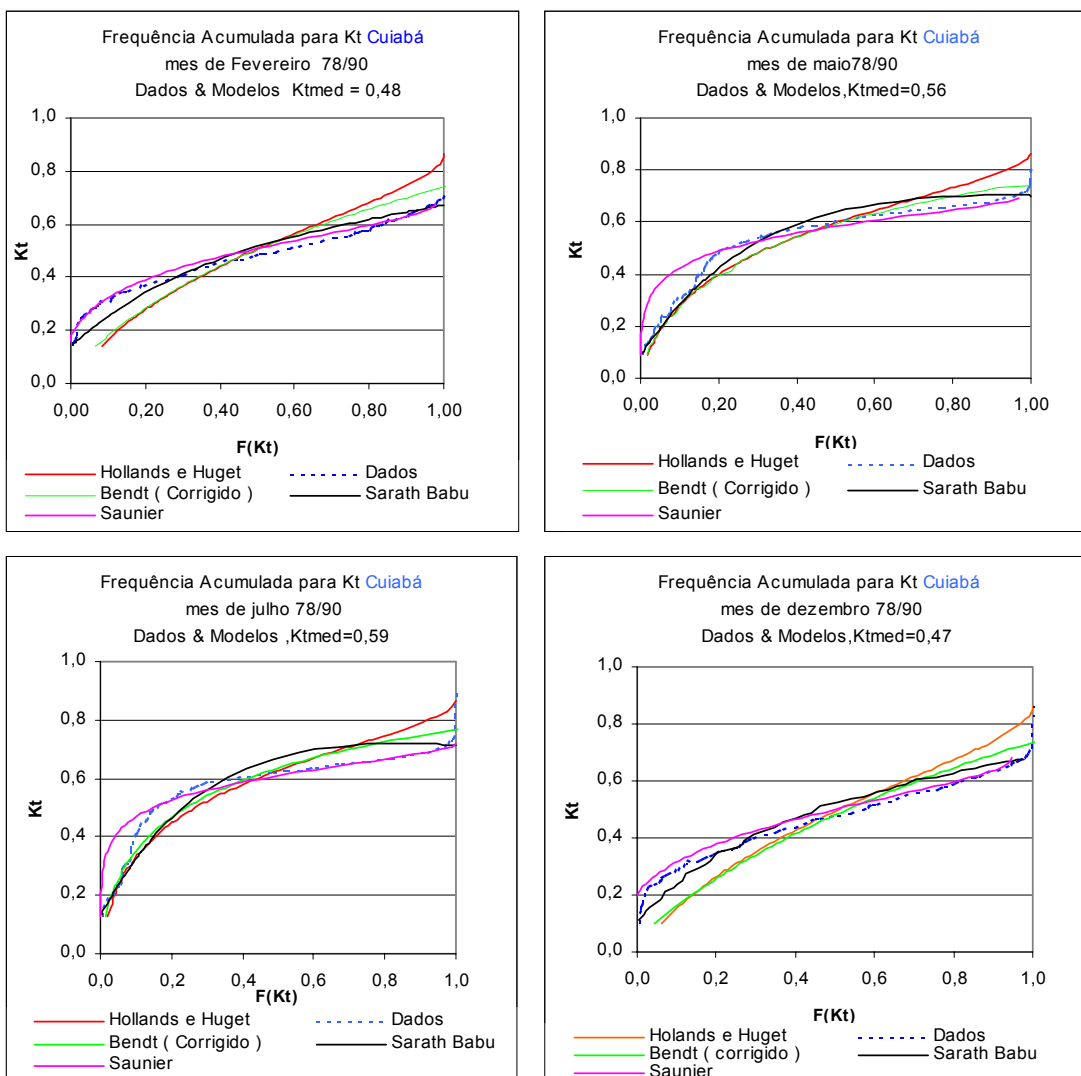 Frequência Acumulada para Kt Cuiabá
mes de Fevereiro 78/90
Dados & Modelos Ktmed = 0,48
1,0
0,8
0,6
0,4
0,2
0,0
Kt
0,00 0,20 0,40 0,60 0,80 1,00
F(Kt)
Hollands e Huget Dados
Bendt ( Corrigido ) Sarath Babu
Saunier
Frequência Acumulada para Kt Cuiabá
mes de maio78/90
Dados & Modelos,Ktmed=0,56
1,0
0,8
0,6
0,4
0,2
0,0
Kt
0,00 0,20 0,40 0,60 0,80 1,00
F(Kt)
Hollands e Huget Dados
Bendt ( Corrigido ) Sarath Babu
Saunier
Frequência Acumulada para Kt Cuiabá
mes de julho 78/90
Dados & Modelos ,Ktmed=0,59
1,0
0,8
0,6
0,4
0,2
0,0
Kt
0,0 0,2 0,4 0,6 0,8 1,0
F(Kt)
Hollands e Huget Dados
Bendt ( Corrigido ) Sarath Babu
Saunier
Frequência Acumulada para Kt Cuiabá
mes de dezembro 78/90
Dados & Modelos,Ktmed=0,47
1,0
0,8
0,6
0,4
0,2
0,0
Kt
0,0 0,2 0,4 0,6 0,8 1,0
F(Kt)
Holands e Huget Dados
Bendt ( corrigido ) Sarath Babu
Saunier